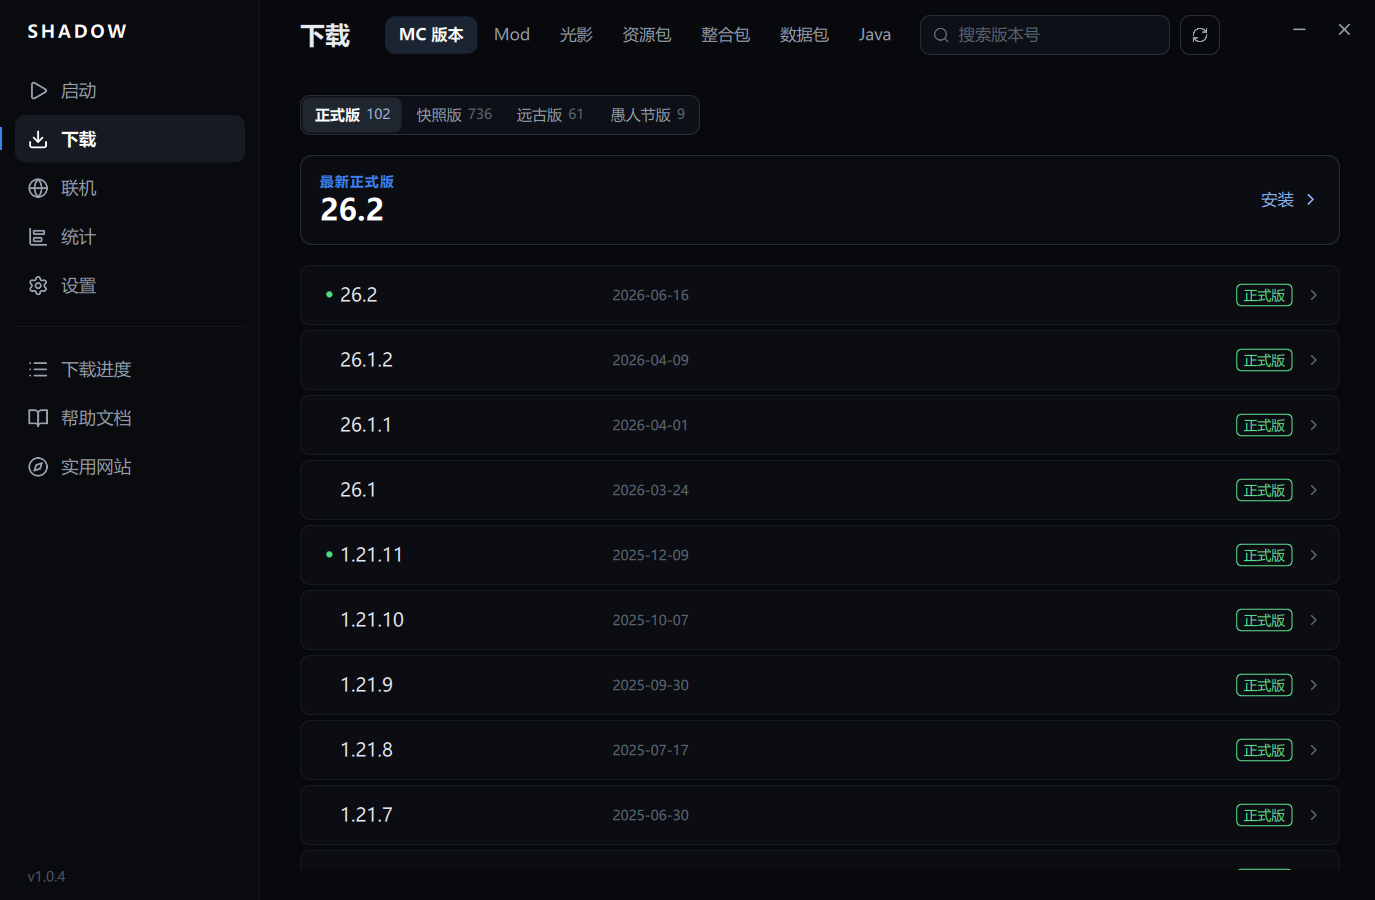 SHADOW
启动
下载
联机
统计
设置
下载进度
帮助文档
实用网站
v1.0.4
下载 MC 版本 Mod 光影 资源包 整合包 数据包 Java 搜索版本号
正式版 102 快照版 736 远古版 61 愚人节版 9
最新正式版
26.2
安装
26.2 2026-06-16 正式版
26.1.2 2026-04-09 正式版
26.1.1 2026-04-01 正式版
26.1 2026-03-24 正式版
1.21.11 2025-12-09 正式版
1.21.10 2025-10-07 正式版
1.21.9 2025-09-30 正式版
1.21.8 2025-07-17 正式版
1.21.7 2025-06-30 正式版